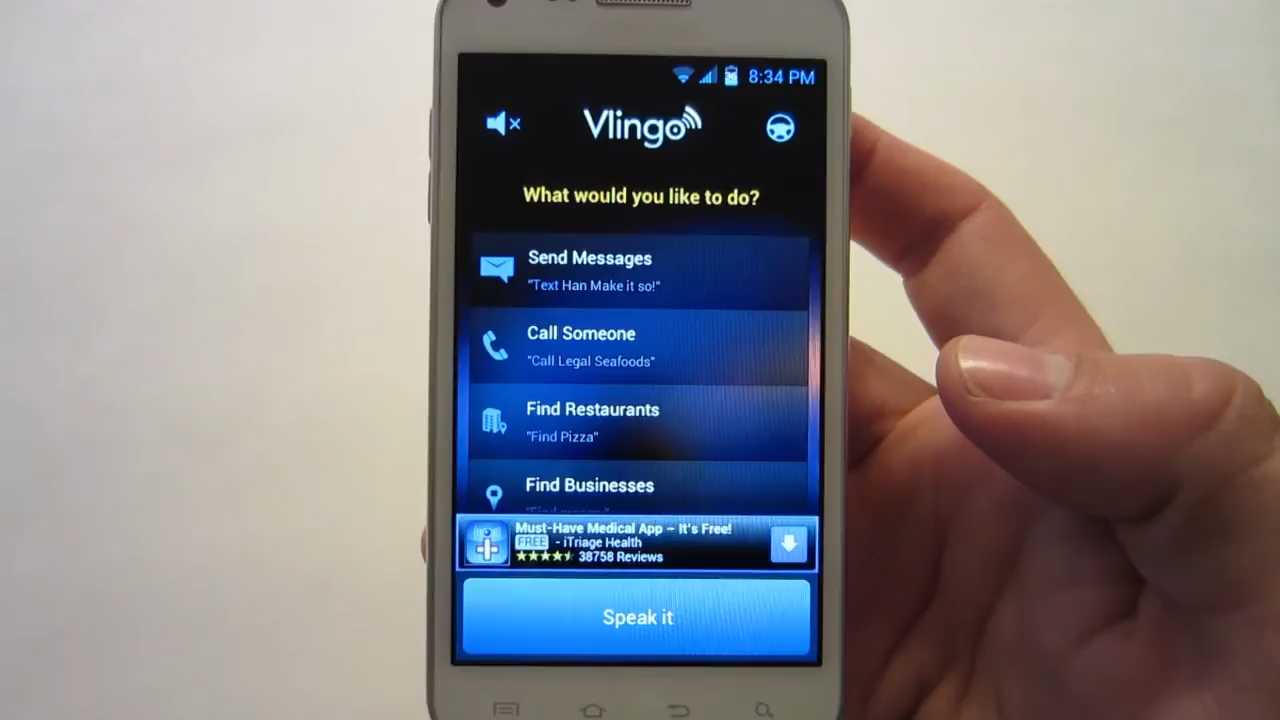 8:34 PM
Vlingo
What would you like to do?
Send Messages
"Text Han Make it so!"
Call Someone
"Call Legal Seafoods"
Find Restaurants
"Find Pizza"
Find Businesses
Must-Have Medical App – It's Free!
FREE - iTriage Health
38758 Reviews
Speak it